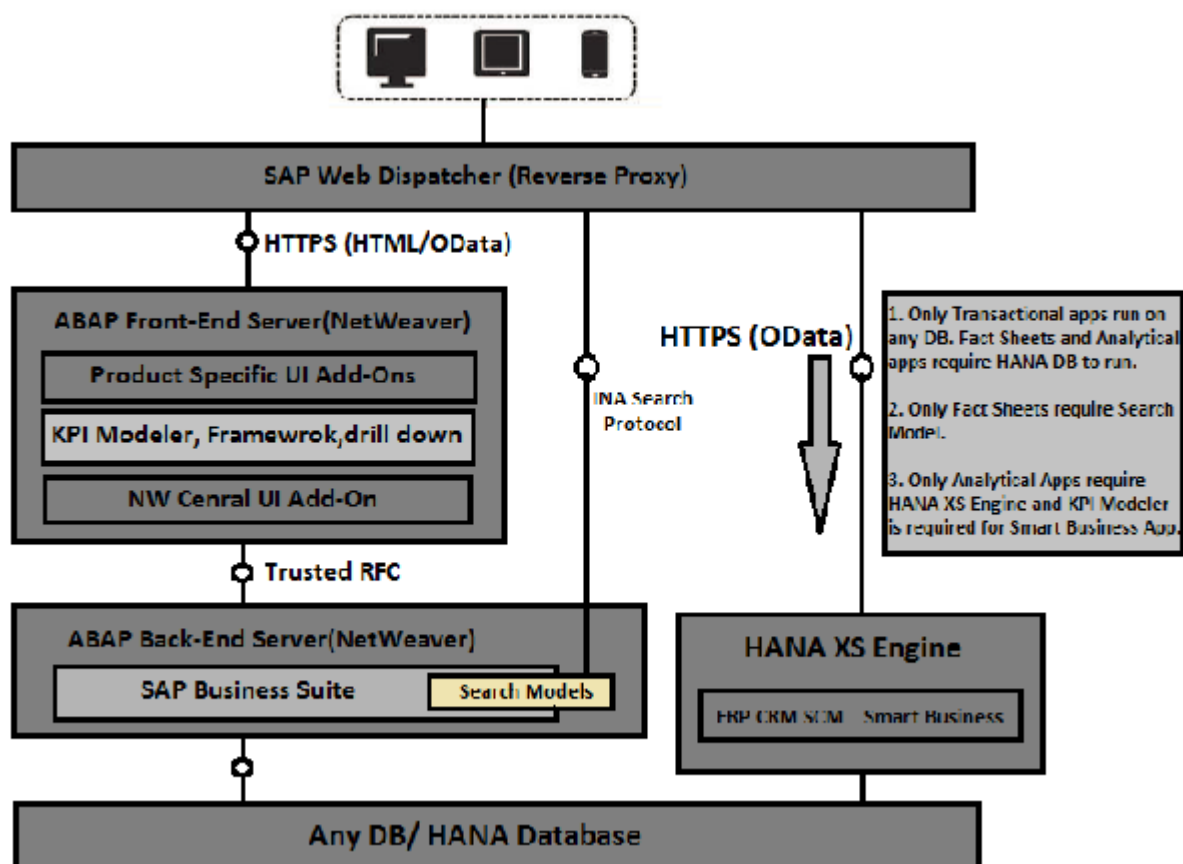 SAP Web Dispatcher (Reverse Proxy)
HTTPS (HTML/OData)
ABAP Front-End Server(NetWeaver)
Product Specific UI Add-Ons
KPI Modeler, Framewrok,drill down
NW Cenral UI Add-On
Trusted RFC
ABAP Back-End Server(NetWeaver)
SAP Business Suite
Search Models
INA Search
Protocol
HTTPS (OData)
1. Only Transactional apps run on
any DB. Fact Sheets and Analytical
apps require HANA DB to run.
2. Only Fact Sheets require Search
Model.
3. Only Analytical Apps require
HANA XS Engine and KPI Modeler
is required for Smart Business App.
HANA XS Engine
ERP CRM SCM Smart Business
Any DB/ HANA Database